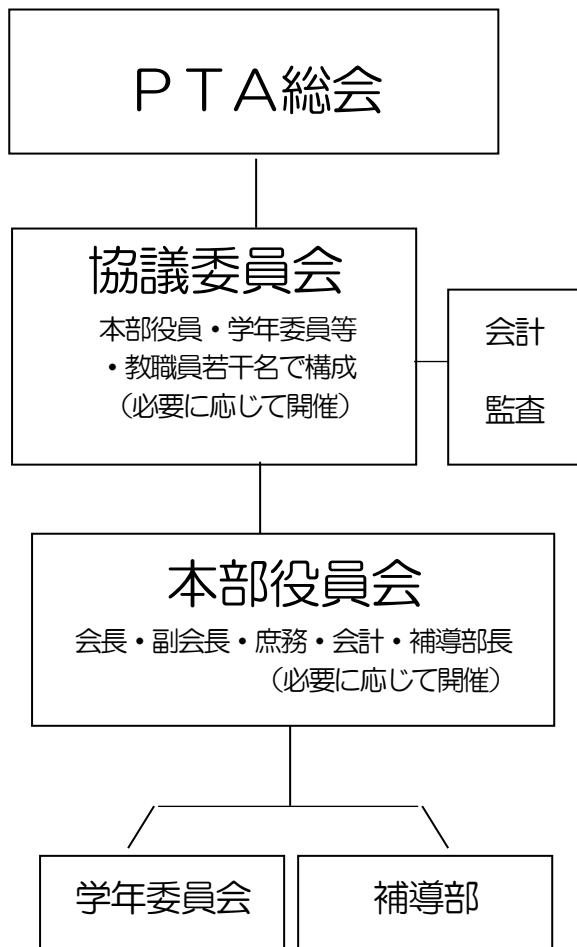 ＰＴＡ総会
協議委員会
本部役員・学年委員等
・教職員若干名で構成
（必要に応じて開催）
会計
監査
本部役員会
会長・副会長・庶務・会計・補導部長
（必要に応じて開催）
学年委員会
補導部